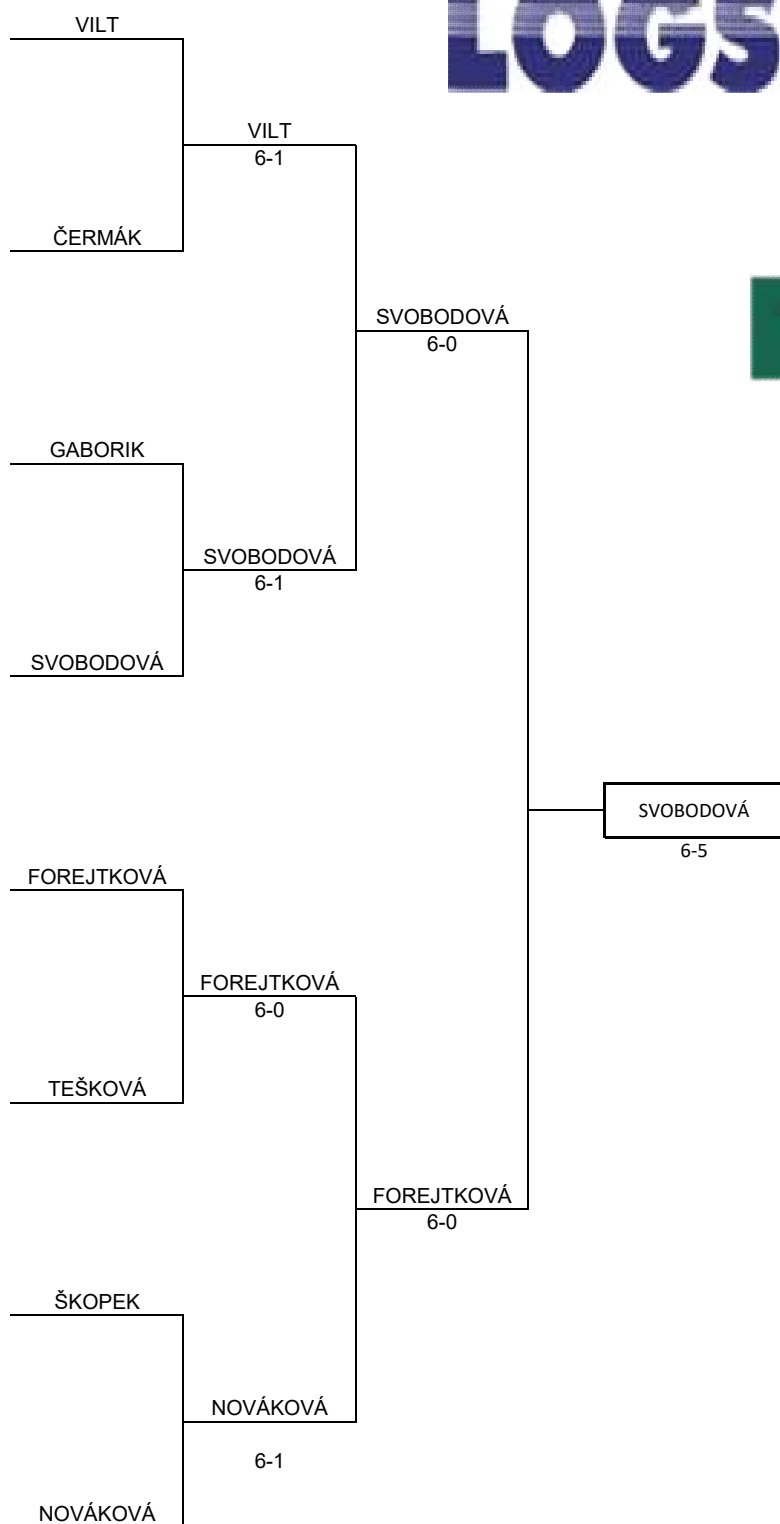 LOGS
VILT
VILT
6-1
ČERMÁK
SVOBODOVÁ
6-0
GABORIK
SVOBODOVÁ
6-1
SVOBODOVÁ
SVOBODOVÁ
6-5
FOREJTKOVÁ
FOREJTKOVÁ
6-0
TEŠKOVÁ
FOREJTKOVÁ
6-0
ŠKOPEK
NOVÁKOVÁ
6-1
NOVÁKOVÁ